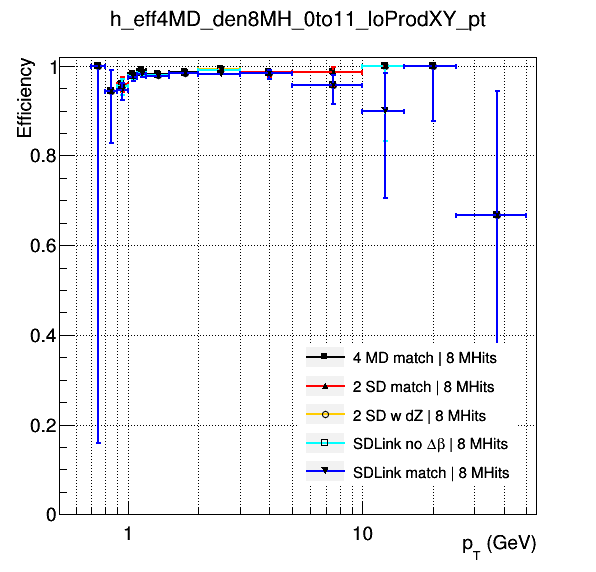 h_eff4MD_den8MH_0to11_loProdXY_pt
Efficiency
1
0.8
0.6
0.4
0.2
0
4 MD match | 8 MHits
2 SD match | 8 MHits
2 SD w dZ | 8 MHits
SDLink no Δβ | 8 MHits
SDLink match | 8 MHits
1
10
p_T (GeV)